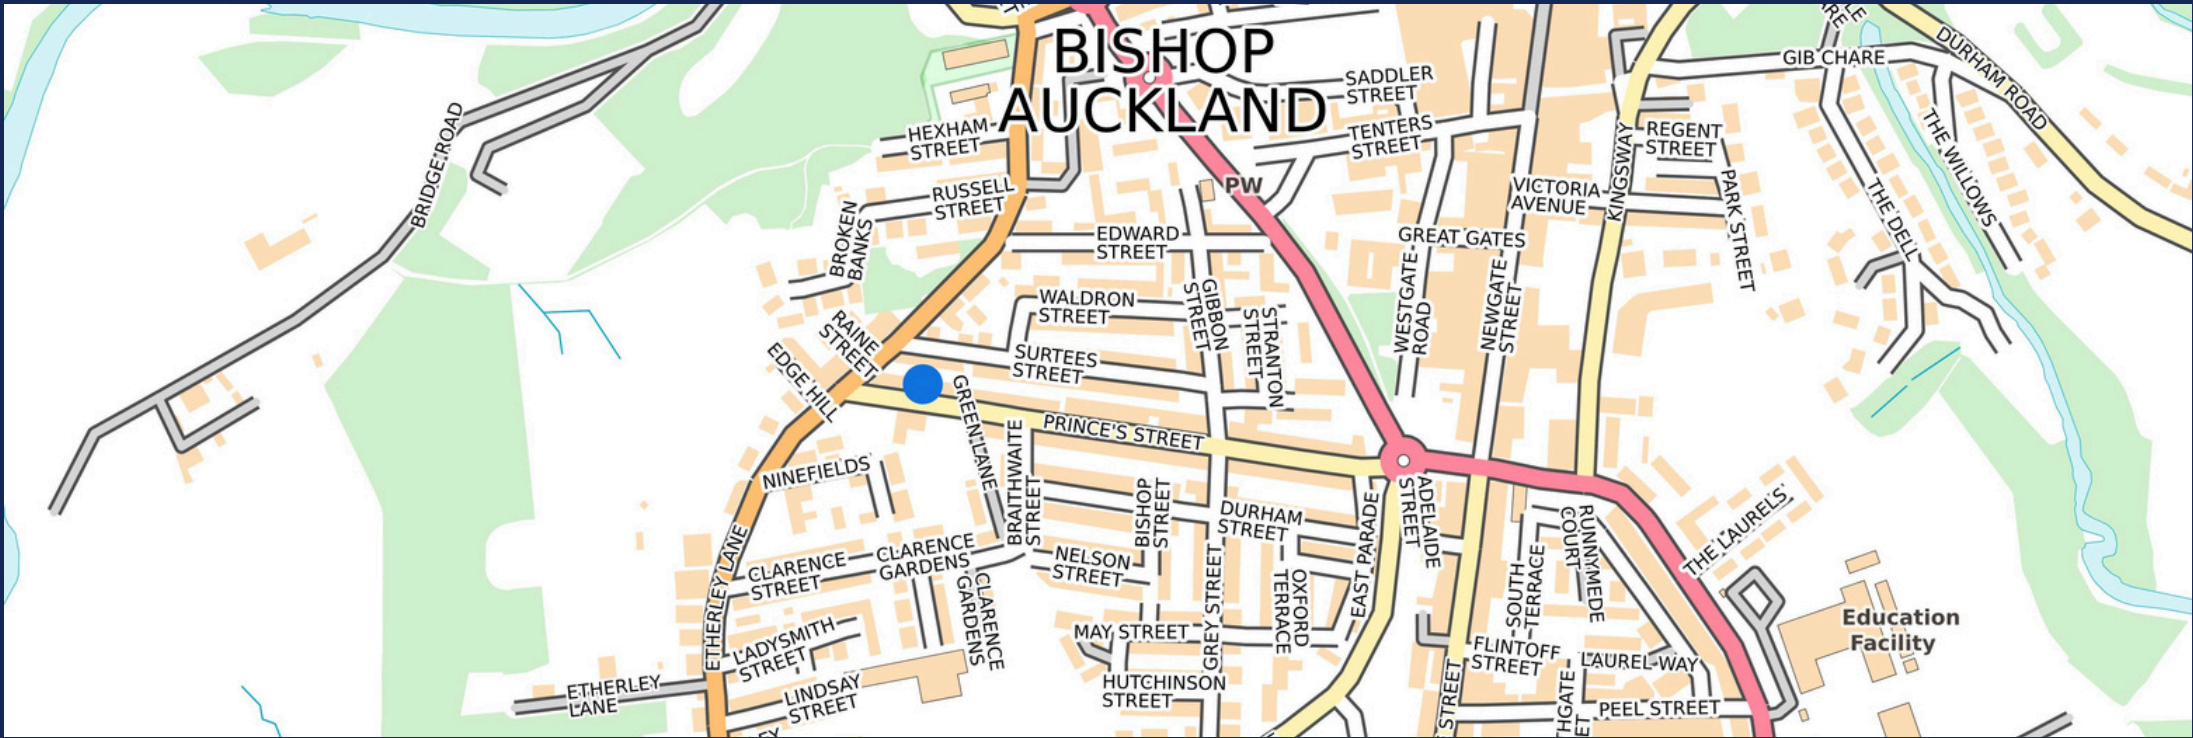 BISHOP
AUCKLAND
SADDLER
STREET
GIB CHARE
DURHAM ROAD
BRIDGE ROAD
HEXHAM
STREET
TENTERS
STREET
REGENT
STREET
THE WILLOWS
KINGSWAY
PW
RUSSELL
STREET
VICTORIA
AVENUE
PARK STREET
THE DELL
BROKEN
BANKS
EDWARD
STREET
GREAT GATES
WALDRON
STREET
GIBBON
STREET
STRANTON
STREET
WESTGATE
ROAD
NEWGATE
STREET
RAINE
STREET
EDGE HILL
SURTEES
STREET
GREEN LANE
PRINCE'S STREET
BRAITHWAITE
STREET
NINEFIELDS
BISHOP
STREET
DURHAM
STREET
EAST PARADE
ADELAIDE
STREET
RUNNYMEDE
COURT
THE LAURELS
ETHERLEY LANE
CLARENCE
STREET
CLARENCE
GARDENS
CLARENCE
GARDENS
NELSON
STREET
GREY STREET
OXFORD
TERRACE
SOUTH
TERRACE
Education
Facility
MAY STREET
LADYSMITH
STREET
FLINTOFF
STREET
LAUREL WAY
ETHERLEY
LANE
LINDSAY
STREET
HUTCHINSON
STREET
STREET
PEEL STREET